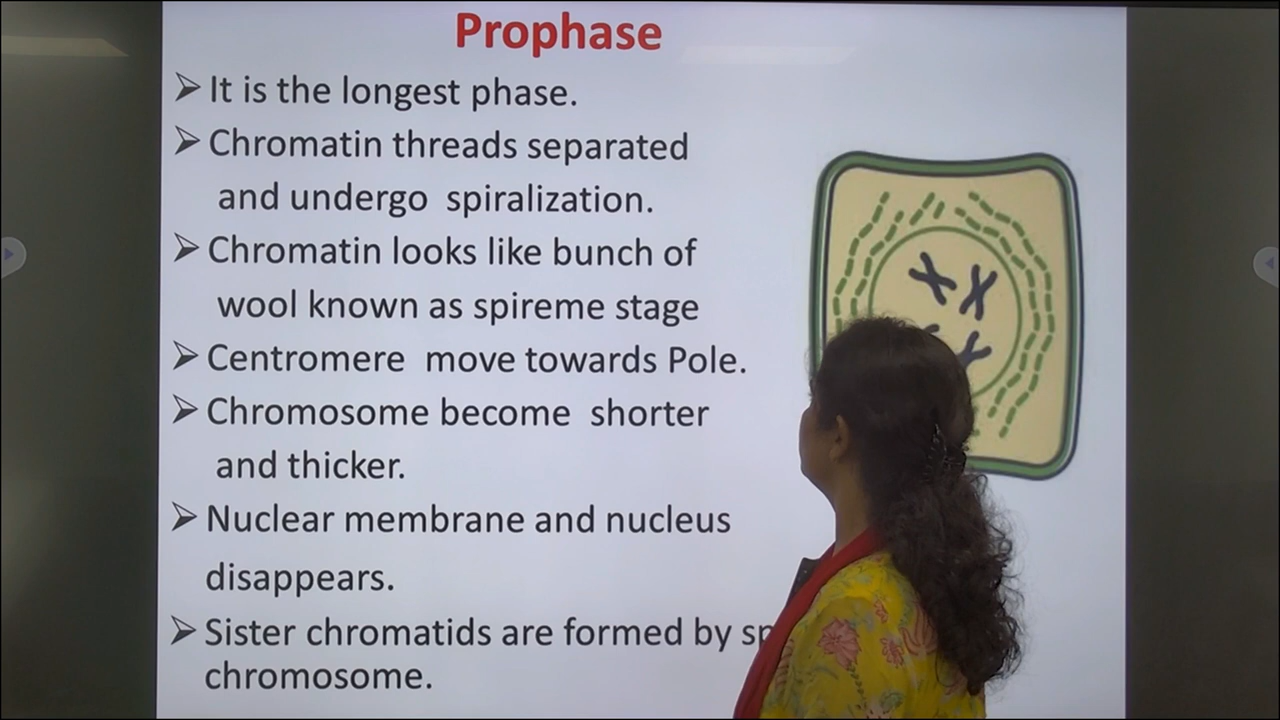 Prophase
It is the longest phase.
Chromatin threads separated
and undergo spiralization.
Chromatin looks like bunch of
wool known as spireme stage
Centromere move towards Pole.
Chromosome become shorter
and thicker.
Nuclear membrane and nucleus
disappears.
Sister chromatids are formed by
chromosome.